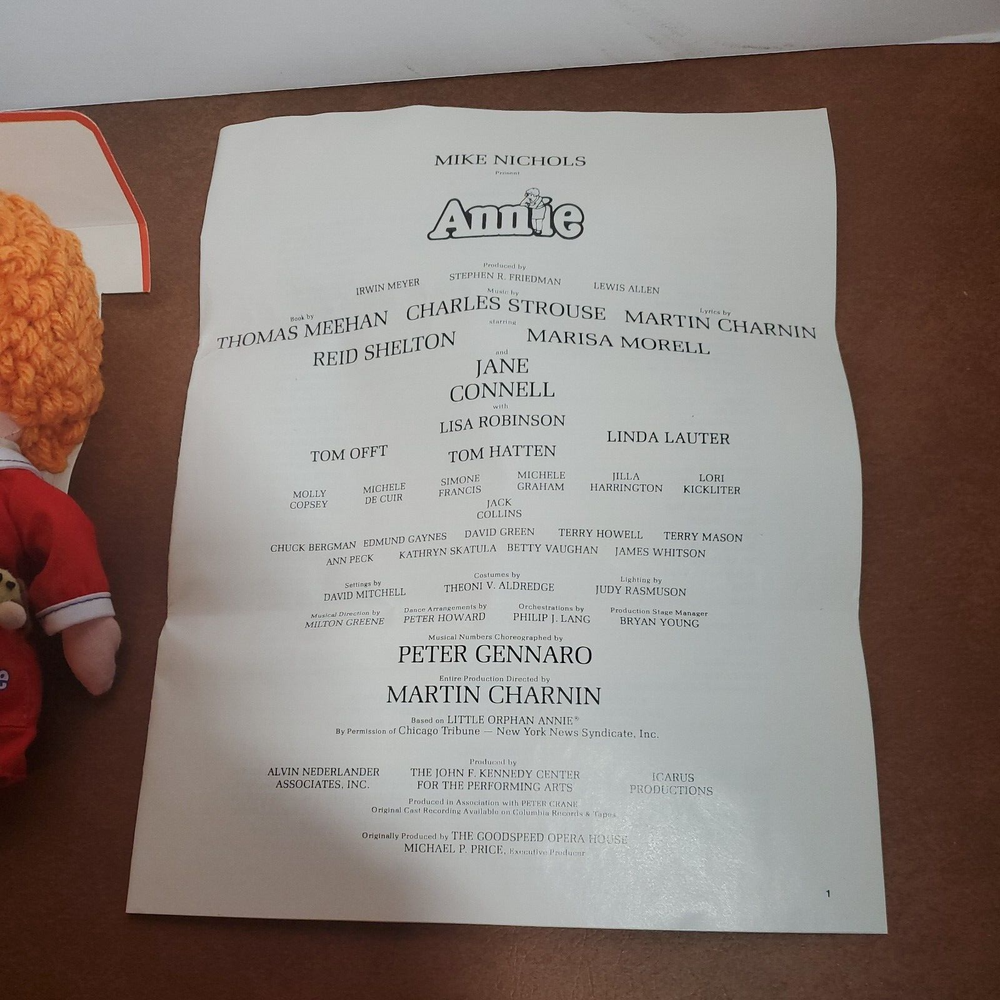 MIKE NICHOLS
Present
Annie
Produced by
IRWIN MEYER STEPHEN R. FRIEDMAN LEWIS ALLEN
Book by Music by Lyrics by
THOMAS MEEHAN CHARLES STROUSE MARTIN CHARNIN
starring
REID SHELTON MARISA MORELL
and
JANE
CONNELL
with
LISA ROBINSON
TOM OFFT TOM HATTEN LINDA LAUTER
MOLLY MICHELE SIMONE MICHELE JILLA LORI
COPSEY DE CUIR FRANCIS GRAHAM HARRINGTON KICKLITER
JACK
COLLINS
CHUCK BERGMAN EDMUND GAYNES DAVID GREEN TERRY HOWELL TERRY MASON
ANN PECK KATHRYN SKATULA BETTY VAUGHAN JAMES WHITSON
Settings by Costumes by Lighting by
DAVID MITCHELL THEONI V. ALDREDGE JUDY RASMUSON
Musical Direction by Dance Arrangements by Orchestrations by Production Stage Manager
MILTON GREENE PETER HOWARD PHILIP J. LANG BRYAN YOUNG
Musical Numbers Choreographed by
PETER GENNARO
Entire Production Directed by
MARTIN CHARNIN
Based on LITTLE ORPHAN ANNIE®
By Permission of Chicago Tribune — New York News Syndicate, Inc.
Produced by
ALVIN NEDERLANDER THE JOHN F. KENNEDY CENTER ICARUS
ASSOCIATES, INC. FOR THE PERFORMING ARTS PRODUCTIONS
Produced in Association with PETER CRANE
Original Cast Recording Available on Columbia Records & Tapes.
Originally Produced by THE GOODSPEED OPERA HOUSE
MICHAEL P. PRICE, Executive Producer
1